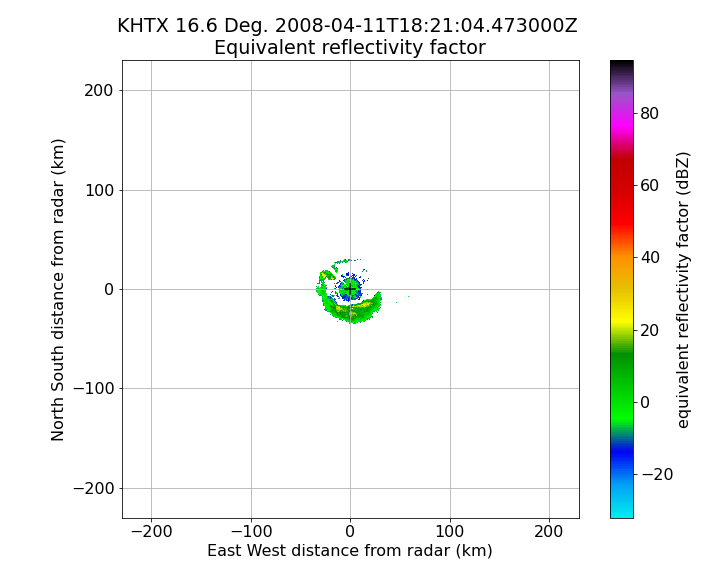 KHTX 16.6 Deg. 2008-04-11T18:21:04.473000Z
Equivalent reflectivity factor
North South distance from radar (km)
200
100
0
−100
−200
−200 −100 0 100 200
East West distance from radar (km)
80
60
40
20
0
−20
equivalent reflectivity factor (dBZ)